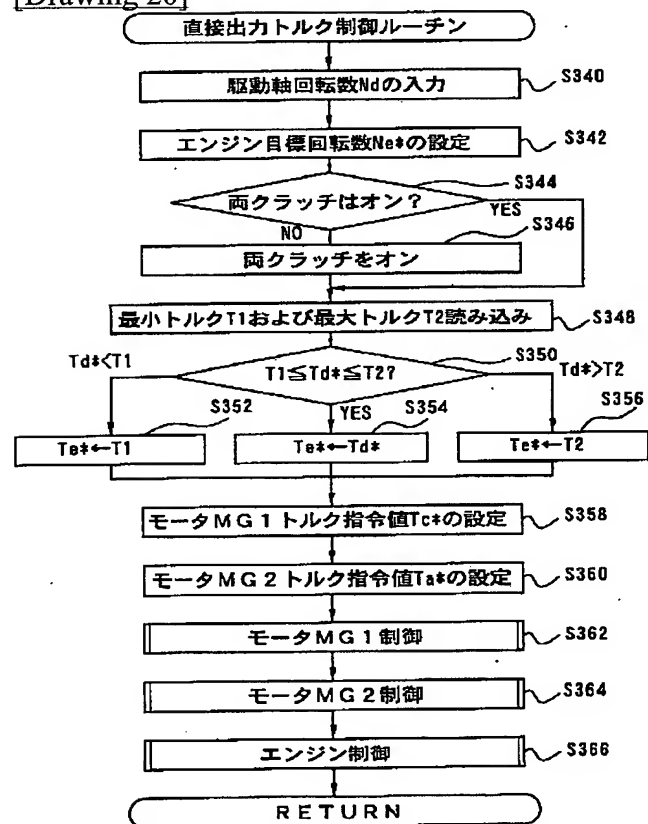 [Drawing 20]
直接出力トルク制御ルーチン
駆動軸回転数Ndの入力
S340
エンジン目標回転数Ne*の設定
S342
両クラッチはオン?
S344
YES
NO
S346
両クラッチをオン
最小トルクT1および最大トルクT2読み込み
S348
Td*<T1
T1≦Td*≦T2?
S350
Td*>T2
S352
YES
S354
S356
Te*←T1
Te*←Td*
Te*←T2
モータMG1トルク指令値Tc*の設定
S358
モータMG2トルク指令値Ta*の設定
S360
モータMG1制御
S362
モータMG2制御
S364
エンジン制御
S366
RETURN